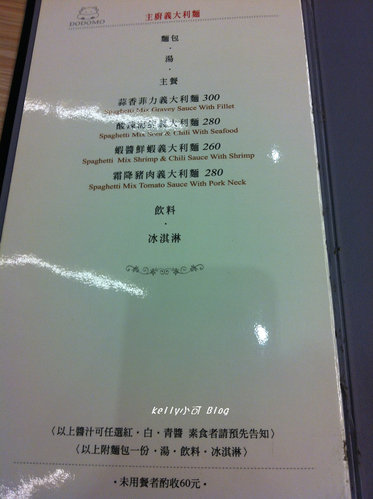 DODOMO
主廚義大利麵
麵包
·
湯
·
主餐
蒜香菲力義大利麵 300
Spaghetti Mix Gravey Sauce With Fillet
酸辣海鮮義大利麵 280
Spaghetti Mix Sour & Chili With Seafood
蝦醬鮮蝦義大利麵 260
Spaghetti Mix Shrimp & Chili Sauce With Shrimp
霜降豬肉義大利麵 280
Spaghetti Mix Tomato Sauce With Pork Neck
飲料
·
冰淇淋
kelly小可 Blog
〈以上醬汁可任選紅·白·青醬 素食者請預先告知〉
〈以上附麵包一份·湯·飲料·冰淇淋〉
·未用餐者酌收60元·